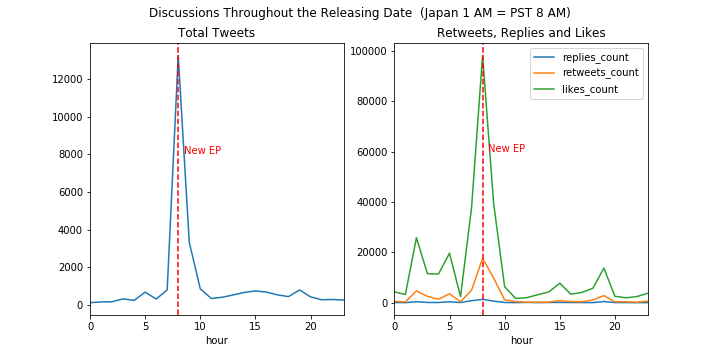 Discussions Throughout the Releasing Date  (Japan 1 AM = PST 8 AM)
Total Tweets
12000
10000
8000
6000
4000
2000
0
New EP
0 5 10 15 20
hour
Retweets, Replies and Likes
100000
80000
60000
40000
20000
0
replies_count
retweets_count
likes_count
New EP
0 5 10 15 20
hour